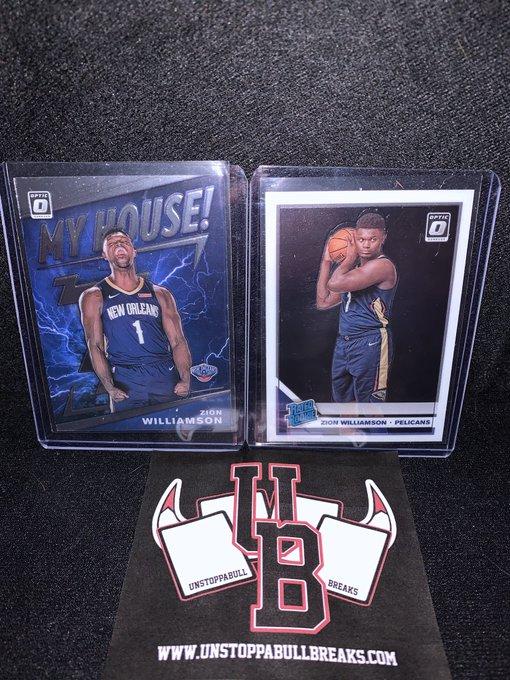 OPTIC
MY HOUSE!
NEW ORLEANS
1
ZION
WILLIAMSON
OPTIC
RATED
ROOKIE
ZION WILLIAMSON • PELICANS
UB
UNSTOPPABULL
BREAKS
WWW.UNSTOPPABULLBREAKS.COM